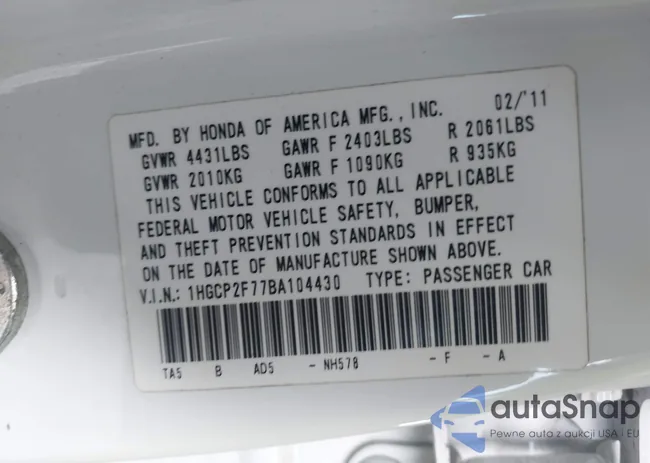 MFD. BY HONDA OF AMERICA MFG., INC. 02/'11
GVWR 4431LBS GAWR F 2403LBS R 2061LBS
GVWR 2010KG GAWR F 1090KG R 935KG
THIS VEHICLE CONFORMS TO ALL APPLICABLE
FEDERAL MOTOR VEHICLE SAFETY, BUMPER,
AND THEFT PREVENTION STANDARDS IN EFFECT
ON THE DATE OF MANUFACTURE SHOWN ABOVE.
V.I.N.: 1HGCP2F77BA104430 TYPE: PASSENGER CAR
TA5 B AD5 - NH578 - F - A
autaSnap
Pewne auta z aukcji USA i EU